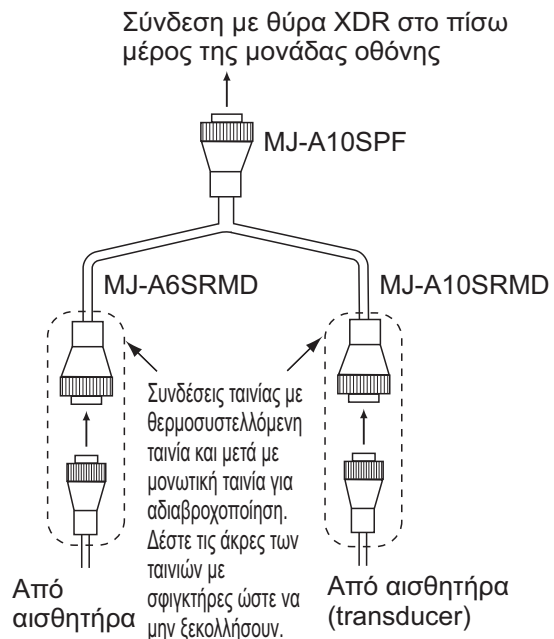 Σύνδεση με θύρα XDR στο πίσω
μέρος της μονάδας οθόνης
MJ-A10SPF
MJ-A6SRMD
MJ-A10SRMD
Συνδέσεις ταινίας με
θερμοσυστελλόμενη
ταινία και μετά με
μονωτική ταινία για
αδιαβροχοποίηση.
Δέστε τις άκρες των
ταινιών με
σφιγκτήρες ώστε να
μην ξεκολλήσουν.
Από
αισθητήρα
Από αισθητήρα
(transducer)